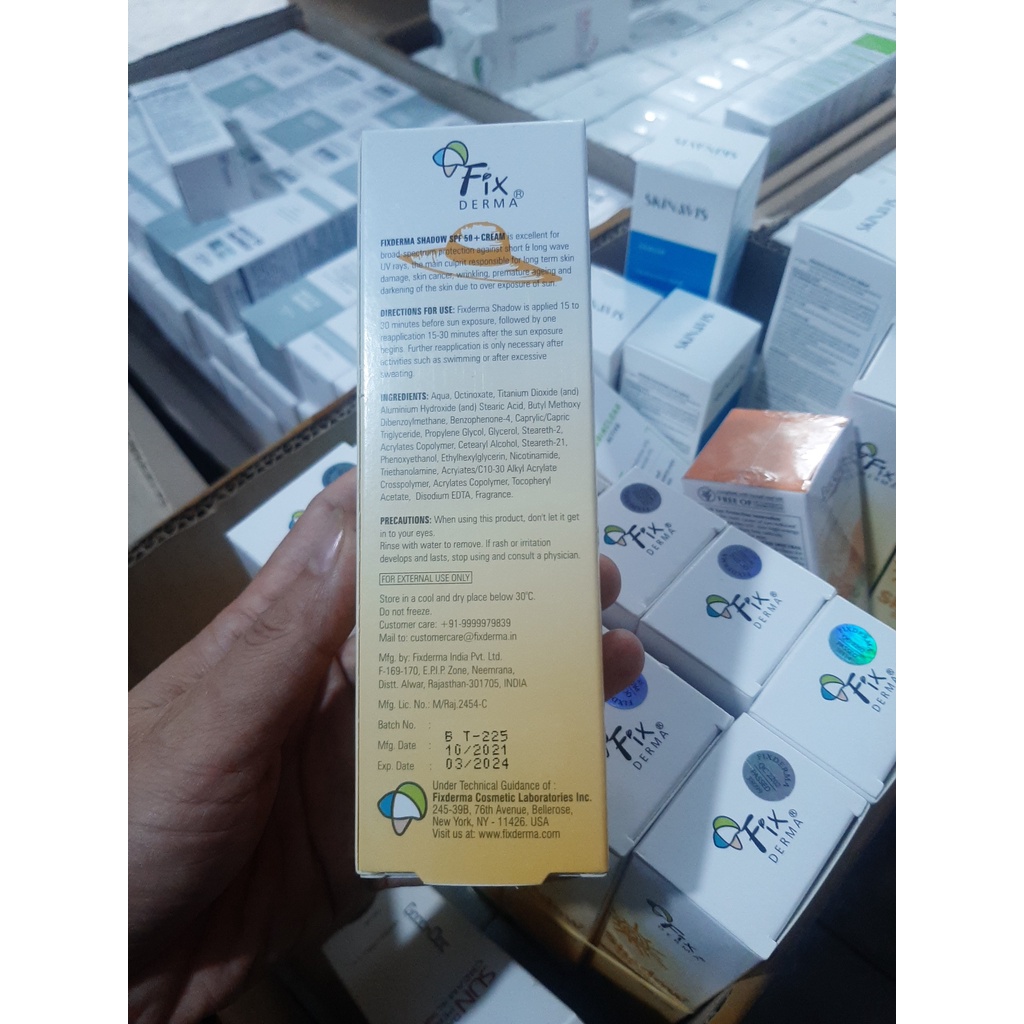 Fix®
DERMA
FIXDERMA SHADOW SPF 50+CREAM is excellent for
broad-spectrum protection against short & long wave
UV rays, the main culprit responsible for long term skin
damage, skin cancer, wrinkling, premature ageing and
darkening of the skin due to over exposure of sun.
DIRECTIONS FOR USE: Fixderma Shadow is applied 15 to
30 minutes before sun exposure, followed by one
reapplication 15-30 minutes after the sun exposure
begins. Further reapplication is only necessary after
activities such as swimming or after excessive
sweating.
INGREDIENTS: Aqua, Octinoxate, Titanium Dioxide (and)
Aluminium Hydroxide (and) Stearic Acid, Butyl Methoxy
Dibenzoylmethane, Benzophenone-4, Caprylic/Capric
Triglyceride, Propylene Glycol, Glycerol, Steareth-2,
Acrylates Copolymer, Cetearyl Alcohol, Steareth-21,
Phenoxyethanol, Ethylhexylglycerin, Nicotinamide,
Triethanolamine, Acrylates/C10-30 Alkyl Acrylate
Crosspolymer, Acrylates Copolymer, Tocopheryl
Acetate, Disodium EDTA, Fragrance.
PRECAUTIONS: When using this product, don't let it get
in to your eyes.
Rinse with water to remove. If rash or irritation
develops and lasts, stop using and consult a physician.
FOR EXTERNAL USE ONLY
Store in a cool and dry place below 30°C.
Do not freeze.
Customer care: +91-9999979839
Mail to: customercare@fixderma.in
Mfg. by: Fixderma India Pvt. Ltd.
F-169-170, E.P.I.P. Zone, Neemrana,
Distt. Alwar, Rajasthan-301705, INDIA
Mfg. Lic. No.: M/Raj.2454-C
Batch No. : B T-225
Mfg. Date : 10/2021
Exp. Date : 03/2024
Under Technical Guidance of :
Fixderma Cosmetic Laboratories Inc.
245-39B, 76th Avenue, Bellerose,
New York, NY - 11426. USA
Visit us at: www.fixderma.com
Fix
DERMA®
Fix
DERMA®
Fix
DERMA
Fix
DERMA®
FIXDERMA
Fix
DERMA®
FREE OF
SUN